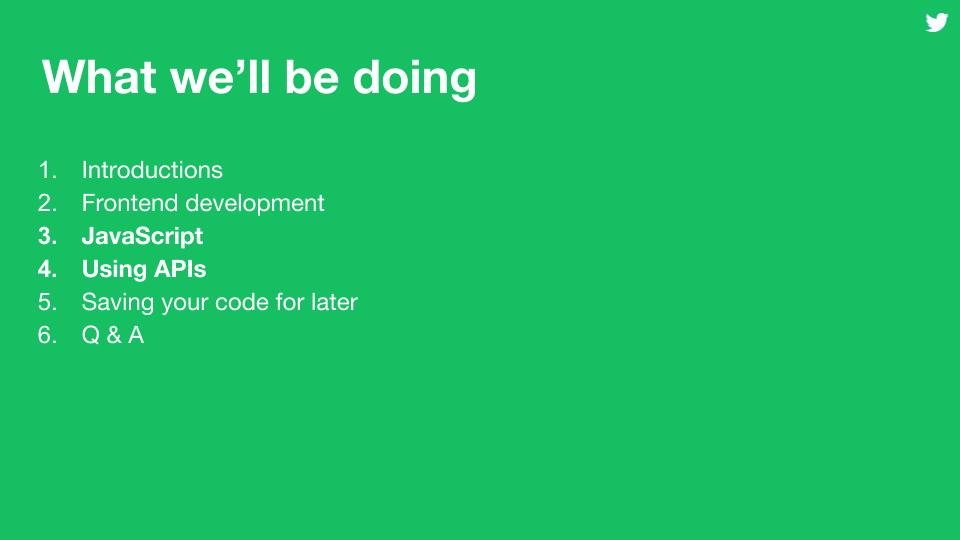 What we’ll be doing
1. Introductions
2. Frontend development
3. JavaScript
4. Using APIs
5. Saving your code for later
6. Q & A